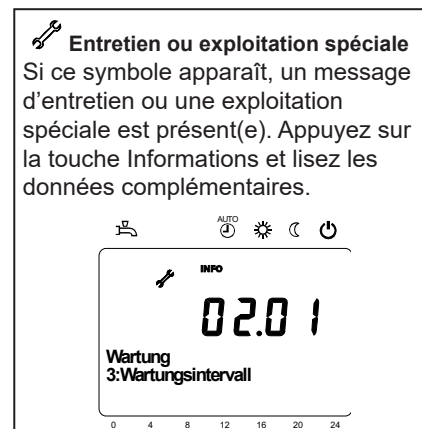 Entretien ou exploitation spéciale
Si ce symbole apparaît, un message
d'entretien ou une exploitation
spéciale est présent(e). Appuyez sur
la touche Informations et lisez les
données complémentaires.
AUTO
INFO
02.01
Wartung
3:Wartungsintervall
0 4 8 12 16 20 24